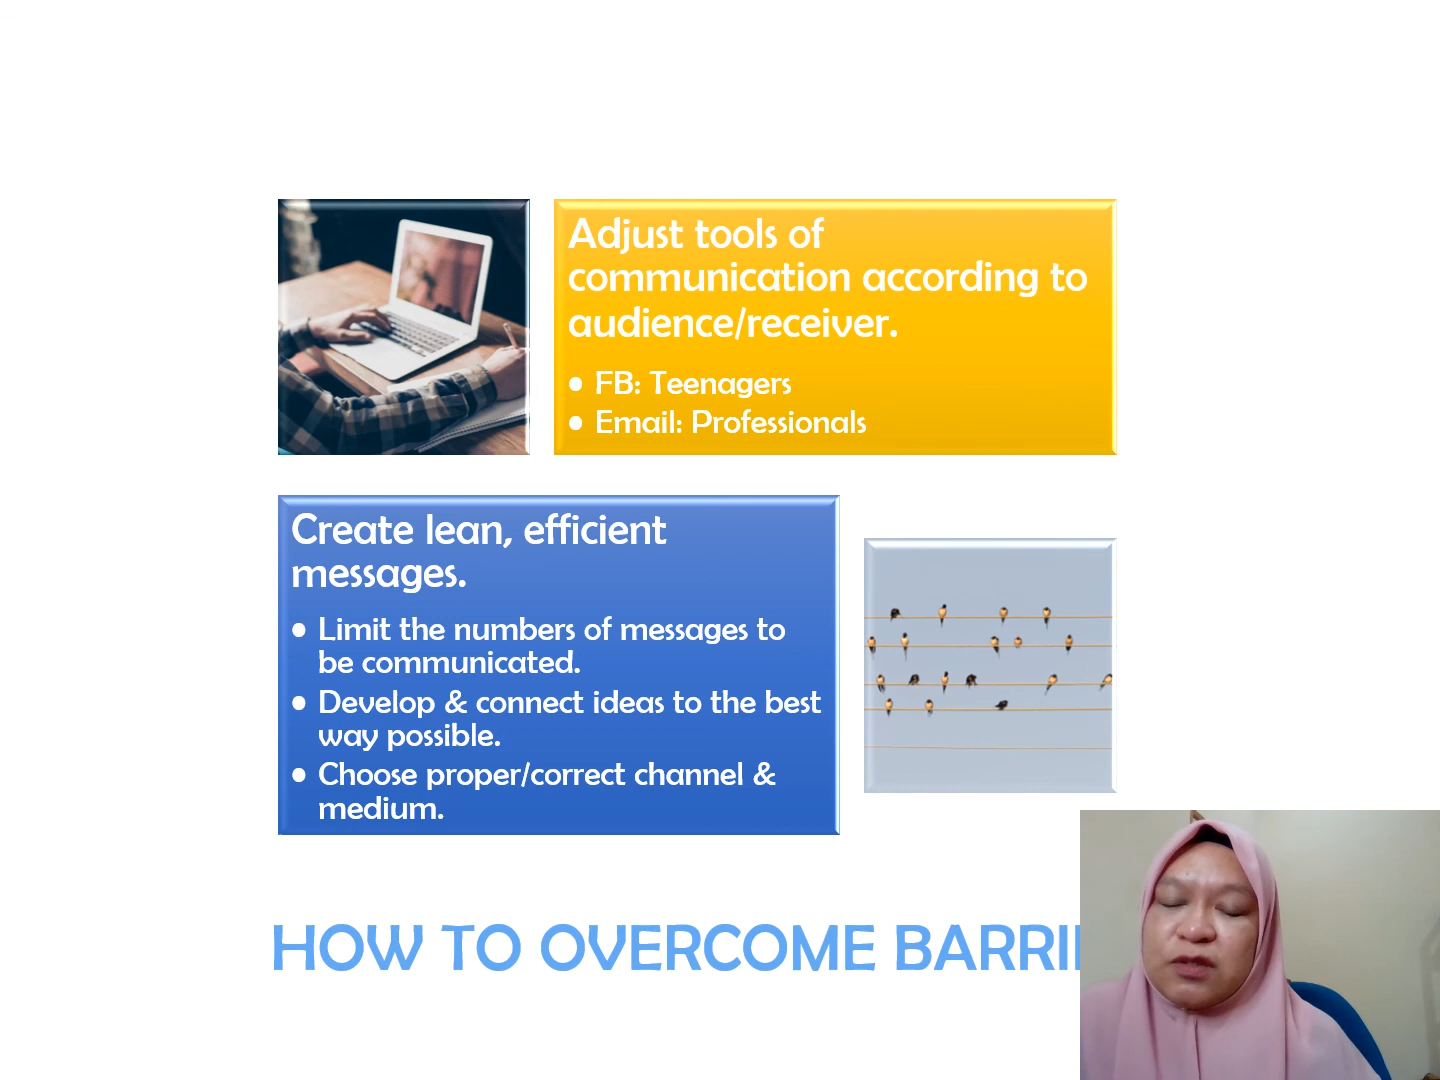 Adjust tools of
communication according to
audience/receiver.
• FB: Teenagers
• Email: Professionals
Create lean, efficient
messages.
• Limit the numbers of messages to
be communicated.
• Develop & connect ideas to the best
way possible.
• Choose proper/correct channel &
medium.
HOW TO OVERCOME